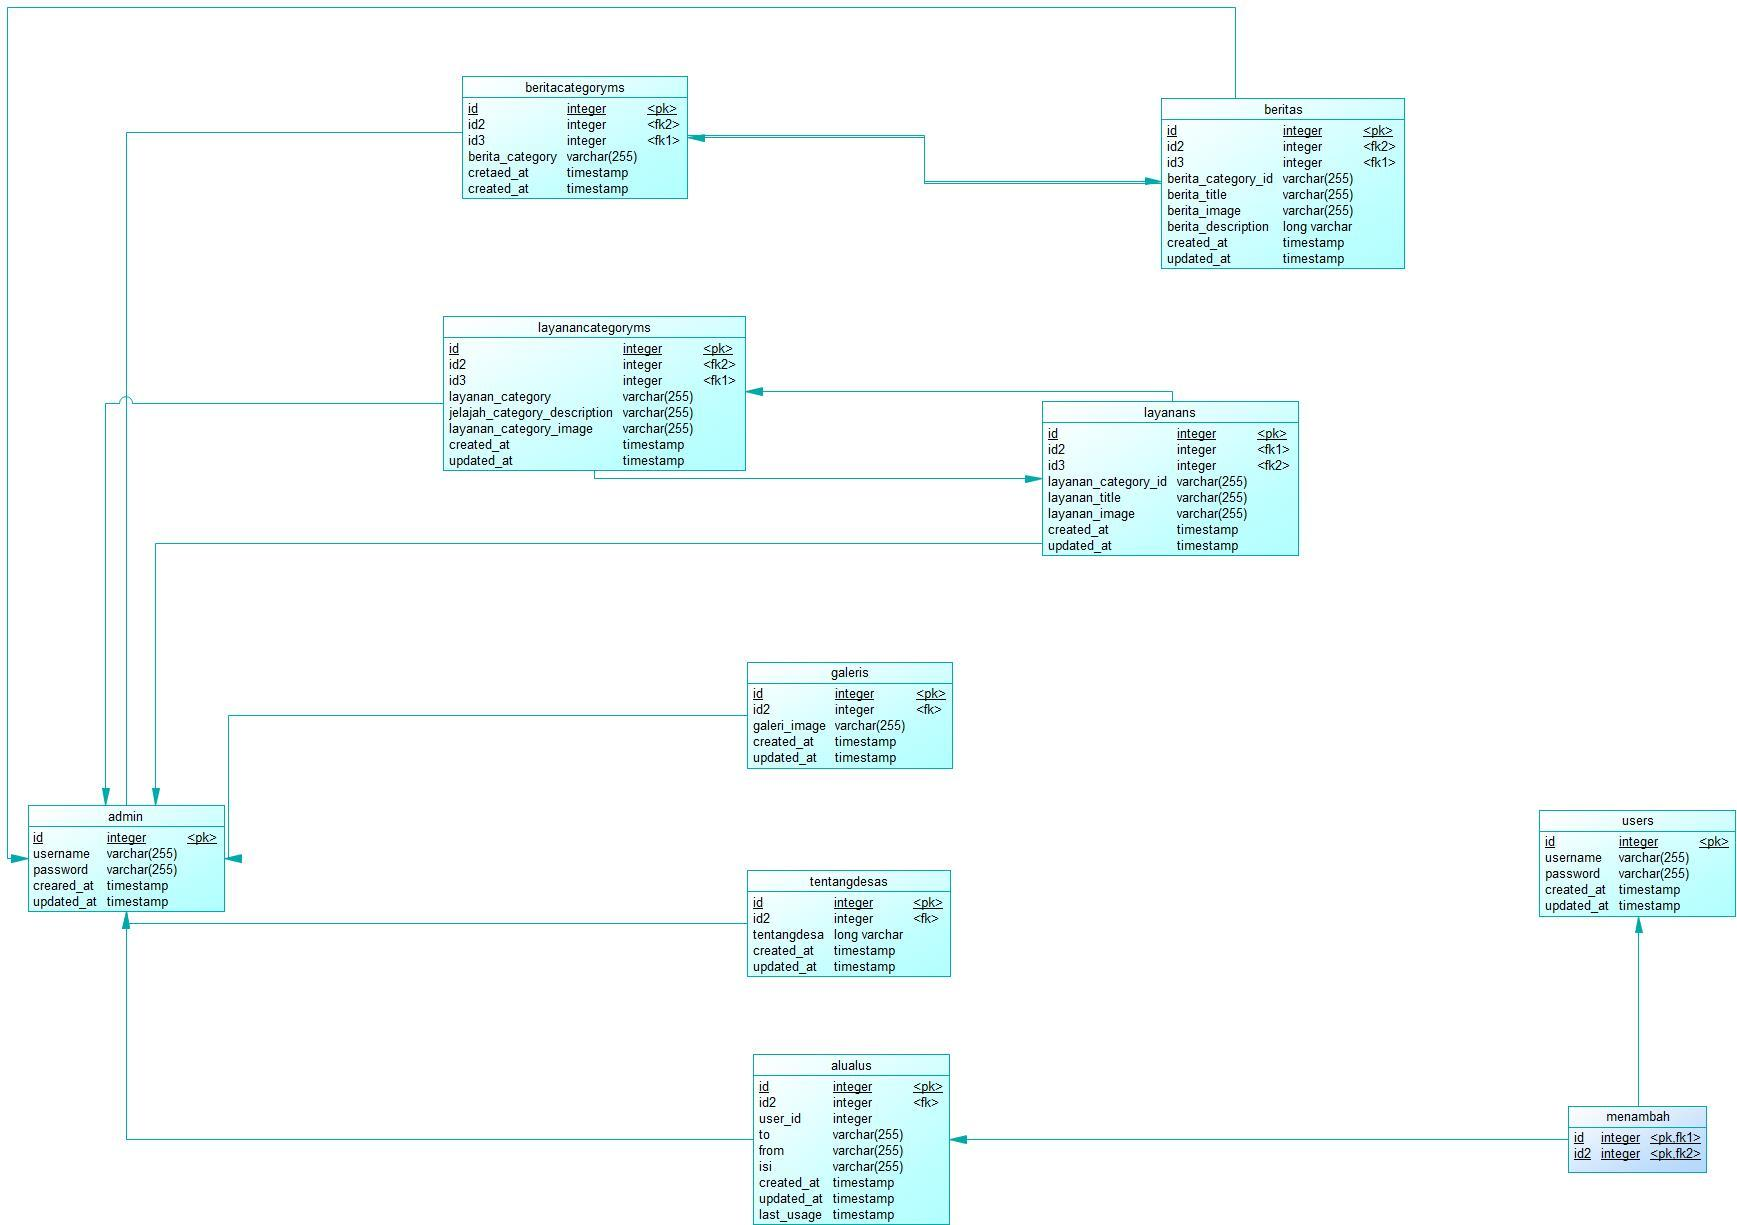 beritacategoryms
id integer <pk>
id2 integer <fk2>
id3 integer <fk1>
berita_category varchar(255)
cretaed_at timestamp
created_at timestamp
beritas
id integer <pk>
id2 integer <fk2>
id3 integer <fk1>
berita_category_id varchar(255)
berita_title varchar(255)
berita_image varchar(255)
berita_description long varchar
created_at timestamp
updated_at timestamp
layanancategoryms
id integer <pk>
id2 integer <fk2>
id3 integer <fk1>
layanan_category varchar(255)
jelajah_category_description varchar(255)
layanan_category_image varchar(255)
created_at timestamp
updated_at timestamp
layanans
id integer <pk>
id2 integer <fk1>
id3 integer <fk2>
layanan_category_id varchar(255)
layanan_title varchar(255)
layanan_image varchar(255)
created_at timestamp
updated_at timestamp
galeris
id integer <pk>
id2 integer <fk>
galeri_image varchar(255)
created_at timestamp
updated_at timestamp
admin
id integer <pk>
username varchar(255)
password varchar(255)
creared_at timestamp
updated_at timestamp
users
id integer <pk>
username varchar(255)
password varchar(255)
created_at timestamp
updated_at timestamp
tentangdesas
id integer <pk>
id2 integer <fk>
tentangdesa long varchar
created_at timestamp
updated_at timestamp
alualus
id integer <pk>
id2 integer <fk>
user_id integer
to varchar(255)
from varchar(255)
isi varchar(255)
created_at timestamp
updated_at timestamp
last_usage timestamp
menambah
id integer <pk,fk1>
id2 integer <pk,fk2>